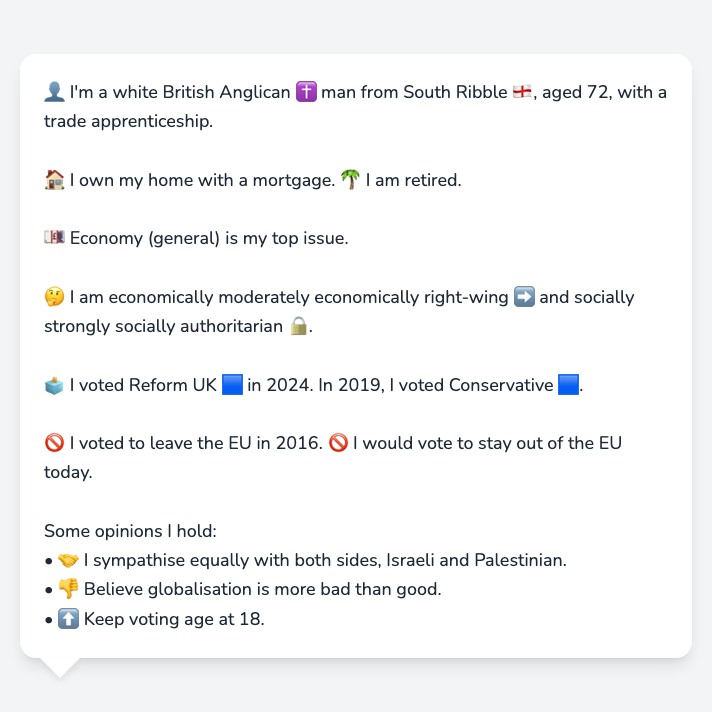 👤 I'm a white British Anglican ✝️ man from South Ribble 🏴󠁧󠁢󠁥󠁮󠁧󠁿, aged 72, with a
trade apprenticeship.
🏠 I own my home with a mortgage. 🌴 I am retired.
💷 Economy (general) is my top issue.
🤔 I am economically moderately economically right-wing ➡️ and socially
strongly socially authoritarian 🔒.
🗳️ I voted Reform UK 🟦 in 2024. In 2019, I voted Conservative 🟦.
🚫 I voted to leave the EU in 2016. 🚫 I would vote to stay out of the EU
today.
Some opinions I hold:
• 🤝 I sympathise equally with both sides, Israeli and Palestinian.
• 👎 Believe globalisation is more bad than good.
• ⬆️ Keep voting age at 18.